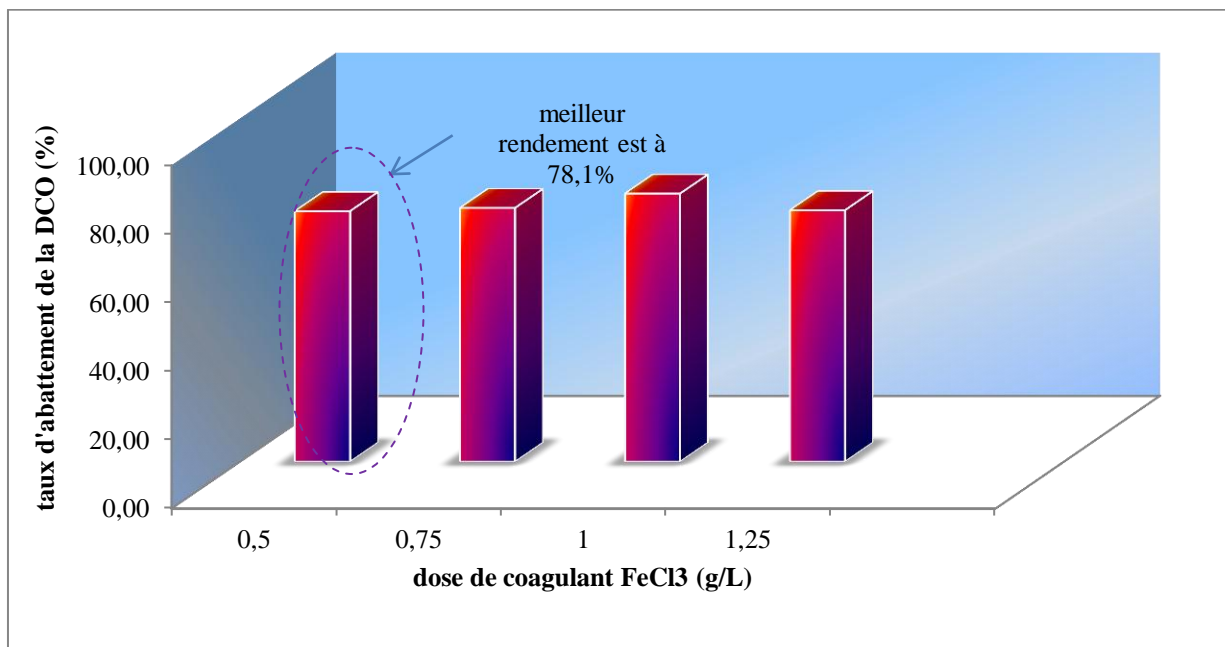 meilleur
rendement est à
78,1%
taux d'abattement de la DCO (%)
100,00
80,00
60,00
40,00
20,00
0,00
0,5 0,75 1 1,25
dose de coagulant FeCl3 (g/L)